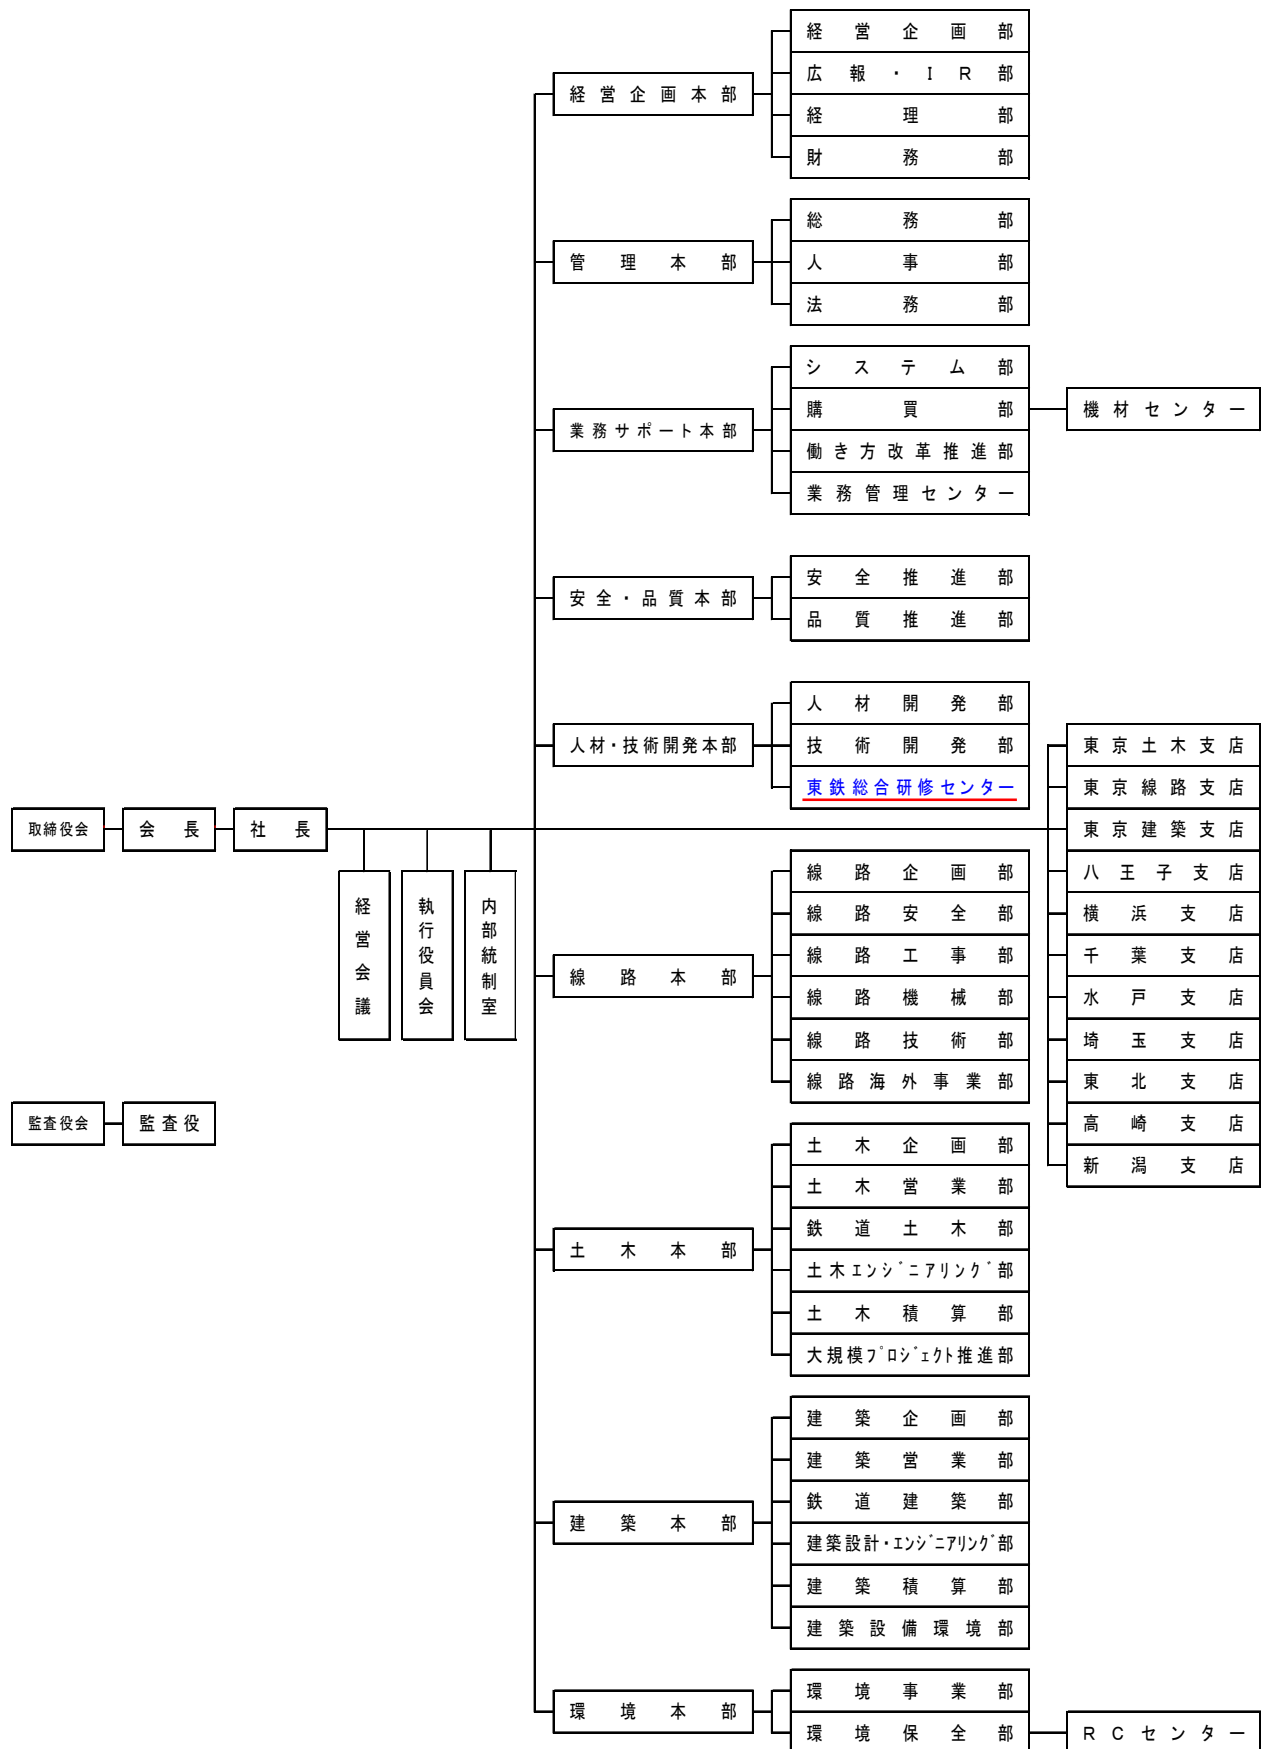 経営企画部
広報・IR部
経営企画本部
経理部
財務部
総務部
管理本部
人事部
法務部
システム部
購買部
機材センター
業務サポート本部
働き方改革推進部
業務管理センター
安全推進部
安全・品質本部
品質推進部
人材開発部
人材・技術開発本部
技術開発部
東鉄総合研修センター
取締役会
会長
社長
経営会議
執行役員会
内部統制室
線路企画部
線路安全部
線路工事部
線路本部
線路機械部
線路技術部
線路海外事業部
東京土木支店
東京線路支店
東京建築支店
八王子支店
横浜支店
千葉支店
水戸支店
埼玉支店
東北支店
高崎支店
新潟支店
監査役会
監査役
土木企画部
土木営業部
鉄道土木部
土木本部
土木エンジニアリング部
土木積算部
大規模プロジェクト推進部
建築企画部
建築営業部
鉄道建築部
建築本部
建築設計・エンジニアリング部
建築積算部
建築設備環境部
環境事業部
環境本部
環境保全部
RCセンター